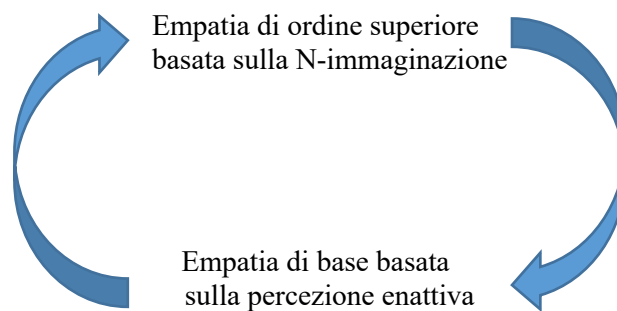 Empatia di ordine superiore
basata sulla N-immaginazione
Empatia di base basata
sulla percezione enattiva